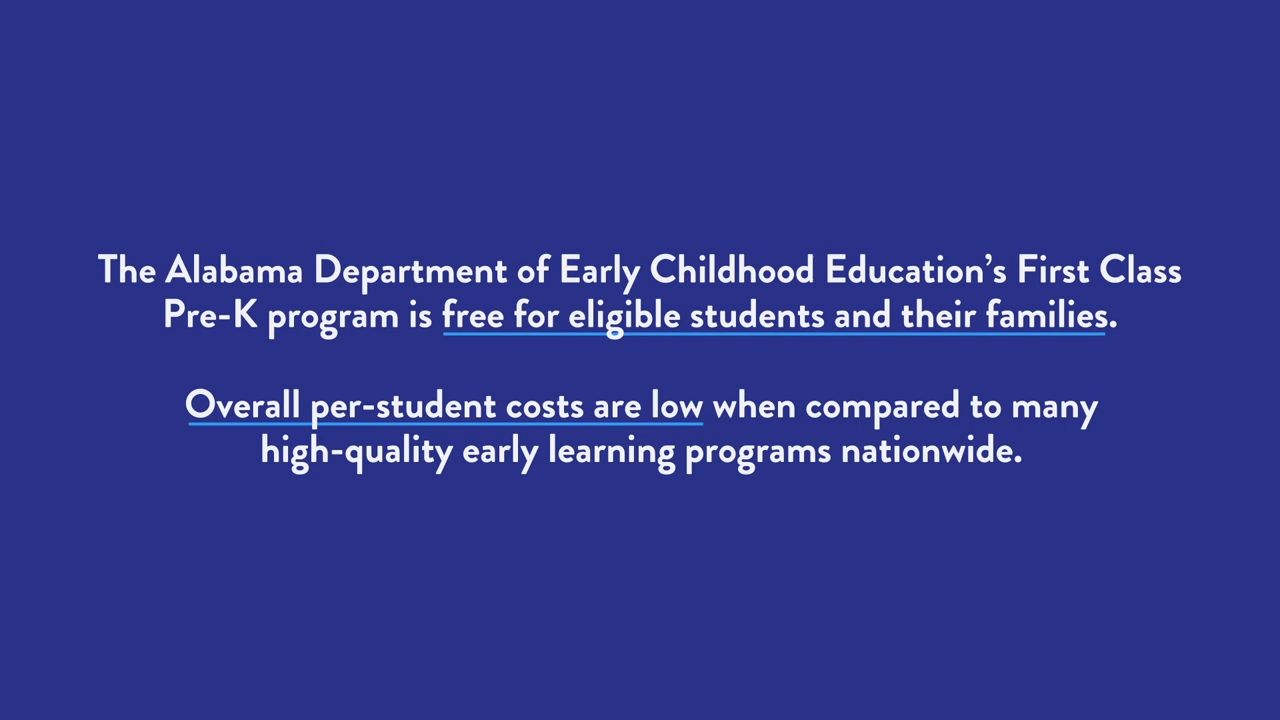 The Alabama Department of Early Childhood Education’s First Class
Pre-K program is free for eligible students and their families.
Overall per-student costs are low when compared to many
high-quality early learning programs nationwide.